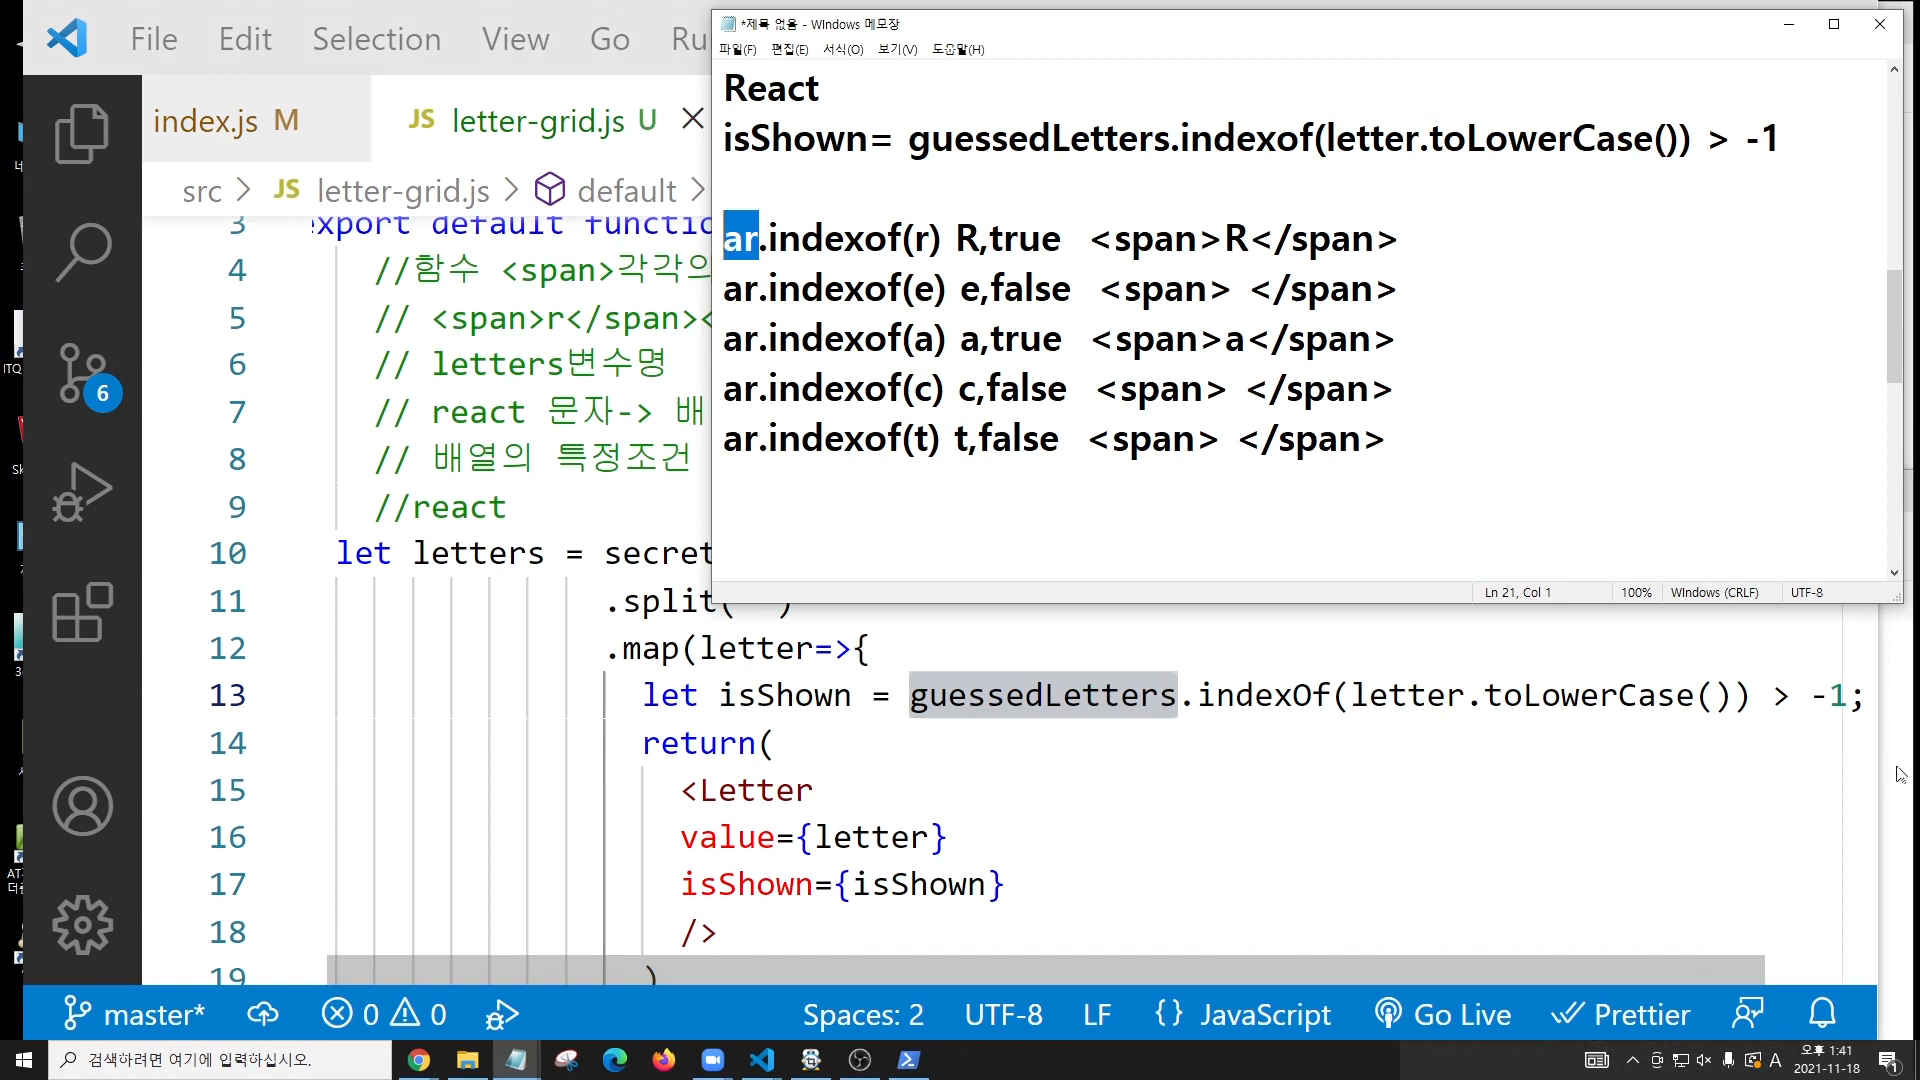 File Edit Selection View Go Ru
*제목 없음 - Windows 메모장
파일(F) 편집(E) 서식(O) 보기(V) 도움말(H)
React
isShown= guessedLetters.indexof(letter.toLowerCase()) > -1
ar.indexof(r) R,true <span>R</span>
ar.indexof(e) e,false <span> </span>
ar.indexof(a) a,true <span>a</span>
ar.indexof(c) c,false <span> </span>
ar.indexof(t) t,false <span> </span>
Ln 21, Col 1 100% Windows (CRLF) UTF-8
index.js M JS letter-grid.js U
src > JS letter-grid.js > default >
3 export default functio
4 //함수 <span>각각의
5 // <span>r</span><
6 // letters변수명
7 // react 문자-> 배
8 // 배열의 특정조건
9 //react
10 let letters = secret
11 .split( )
12 .map(letter=>{
13 let isShown = guessedLetters.indexOf(letter.toLowerCase()) > -1;
14 return(
15 <Letter
16 value={letter}
17 isShown={isShown}
18 />
19 )
6
ITQ
master* 0 0 Spaces: 2 UTF-8 LF {} JavaScript Go Live Prettier
검색하려면 여기에 입력하십시오.
A 오후 1:41
2021-11-18
1